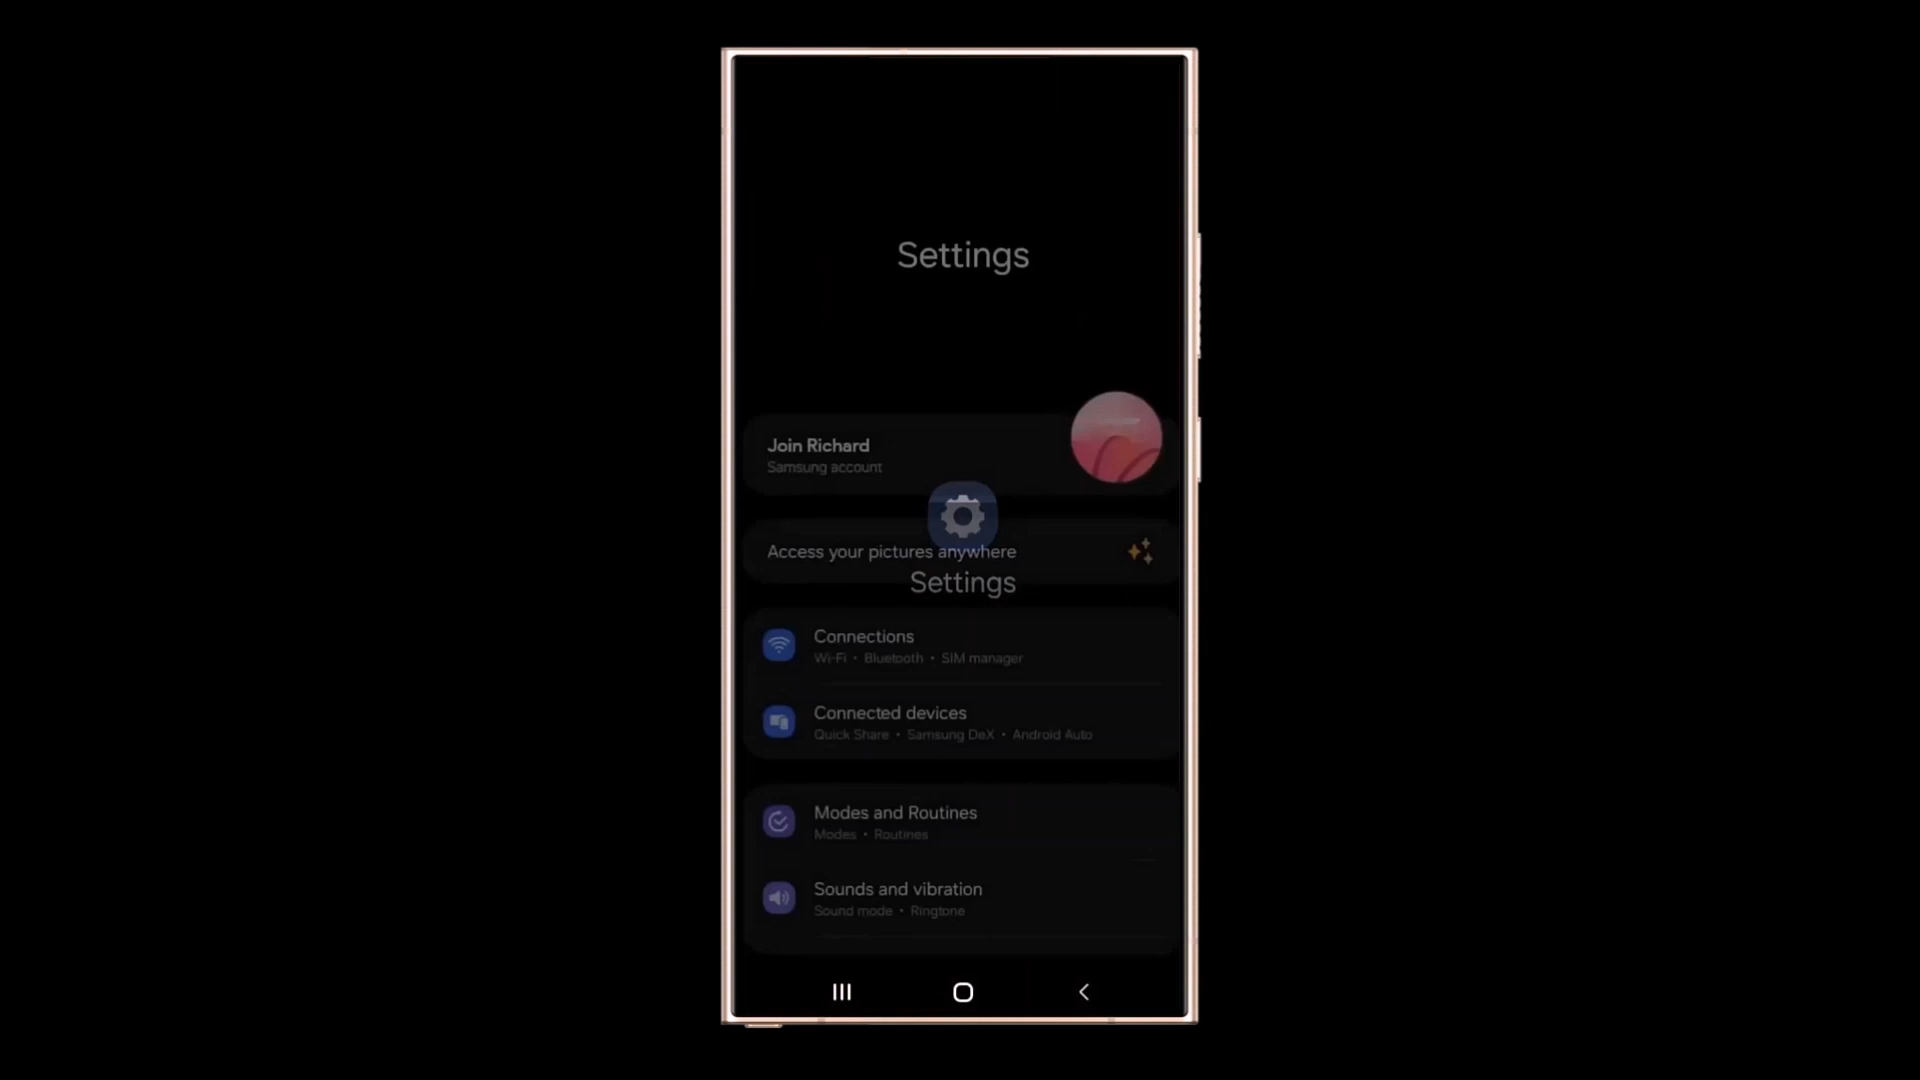 Settings
Join Richard
Samsung account
Access your pictures anywhere
Settings
Connections
Wi-Fi • Bluetooth • SIM manager
Connected devices
Quick Share • Samsung DeX • Android Auto
Modes and Routines
Modes • Routines
Sounds and vibration
Sound mode • Ringtone